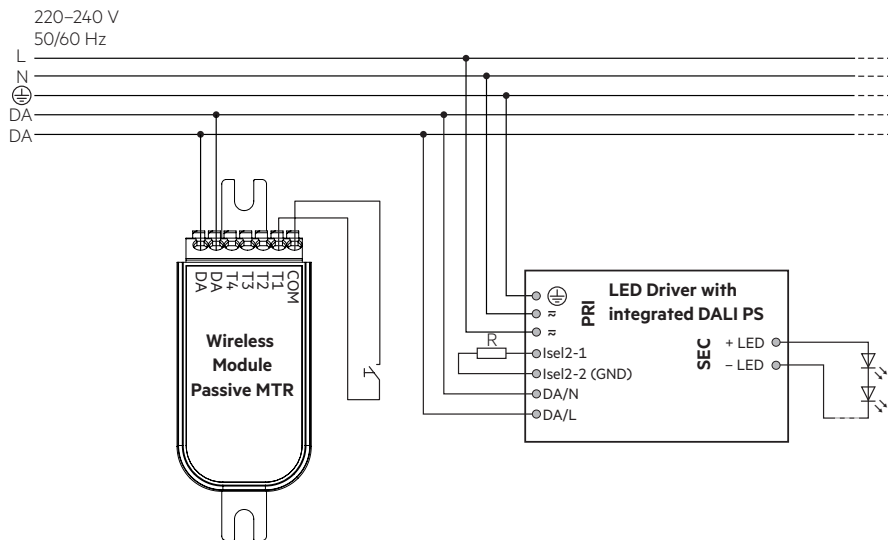 220–240 V
50/60 Hz
L
N
DA
DA
DA
DA
T4
T3
T2
T1
COM
Wireless
Module
Passive MTR
LED Driver with
integrated DALI PS
PRI
≂
≂
R
Isel2-1
Isel2-2 (GND)
DA/N
DA/L
SEC
+ LED
– LED